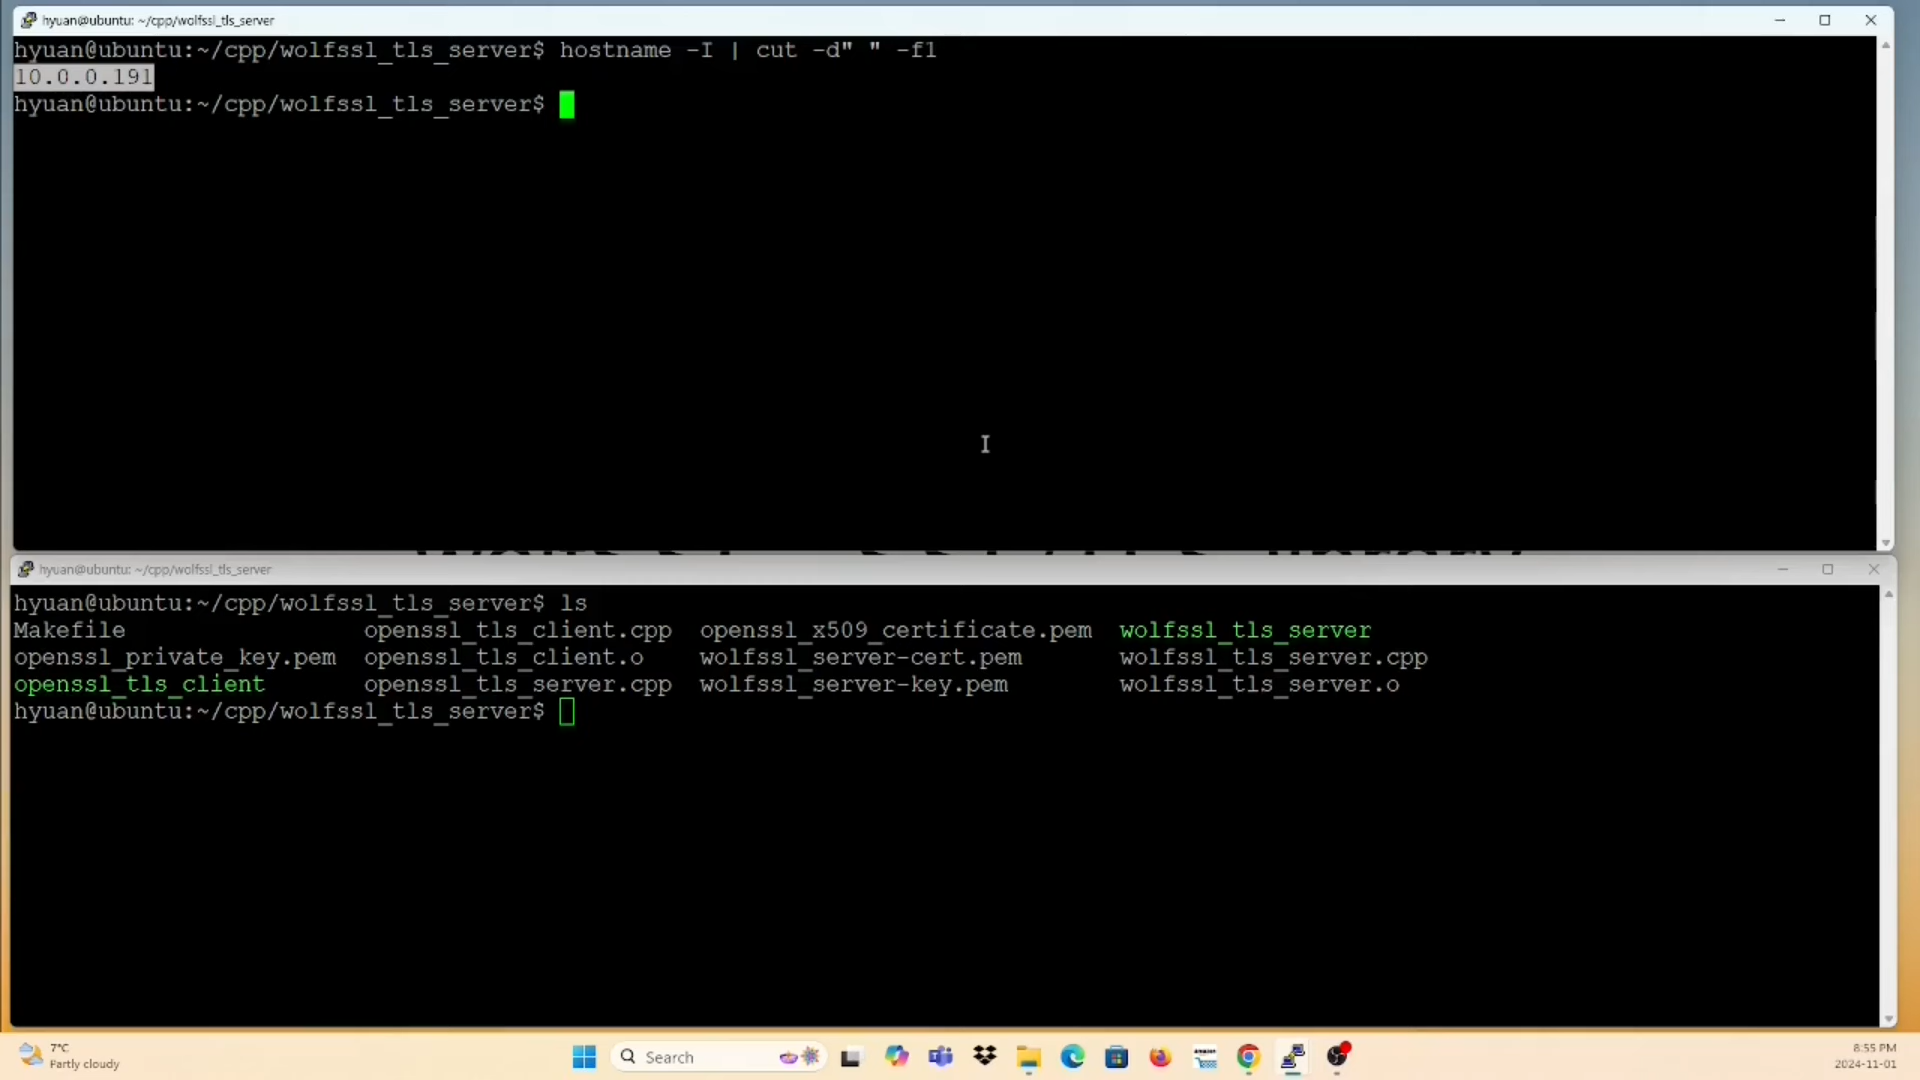 hyuan@ubuntu: ~/cpp/wolfssl_tls_server
hyuan@ubuntu:~/cpp/wolfssl_tls_server$ hostname -I | cut -d" " -f1
10.0.0.191
hyuan@ubuntu:~/cpp/wolfssl_tls_server$
hyuan@ubuntu: ~/cpp/wolfssl_tls_server
hyuan@ubuntu:~/cpp/wolfssl_tls_server$ ls
Makefile openssl_tls_client.cpp openssl_x509_certificate.pem wolfssl_tls_server
openssl_private_key.pem openssl_tls_client.o wolfssl_server-cert.pem wolfssl_tls_server.cpp
openssl_tls_client openssl_tls_server.cpp wolfssl_server-key.pem wolfssl_tls_server.o
hyuan@ubuntu:~/cpp/wolfssl_tls_server$
7°C
Partly cloudy
Search
amazon
8:55 PM
2024-11-01